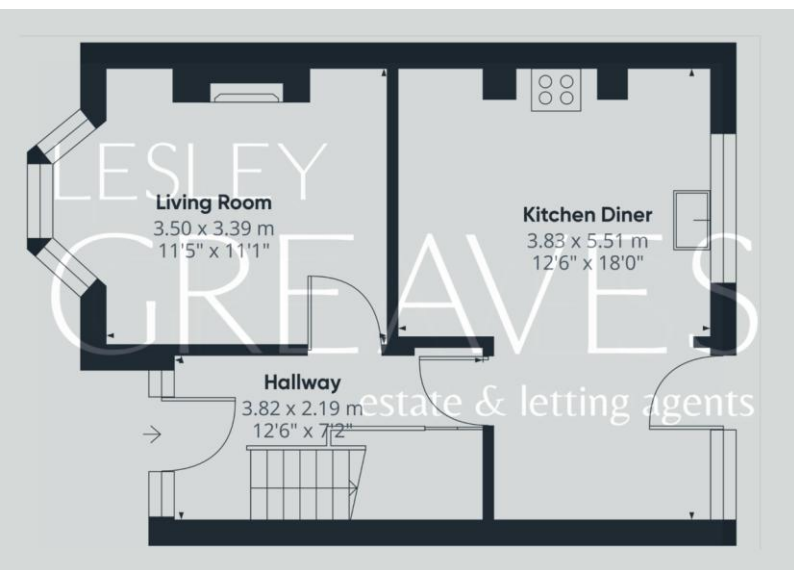 LESLEY
GREAVES
estate & letting agents
Living Room
3.50 x 3.39 m
11'5" x 11'1"
Kitchen Diner
3.83 x 5.51 m
12'6" x 18'0"
Hallway
3.82 x 2.19 m
12'6" x 7'2"